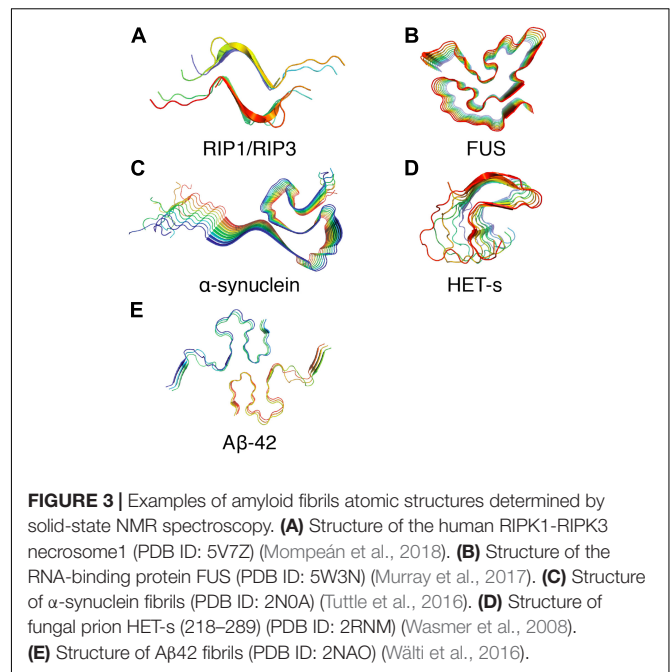 A
B
RIP1/RIP3
FUS
C
D
α-synuclein
HET-s
E
Aβ-42
FIGURE 3 | Examples of amyloid fibrils atomic structures determined by
solid-state NMR spectroscopy. (A) Structure of the human RIPK1-RIPK3
necrosome1 (PDB ID: 5V7Z) (Mompeán et al., 2018). (B) Structure of the
RNA-binding protein FUS (PDB ID: 5W3N) (Murray et al., 2017). (C) Structure
of α-synuclein fibrils (PDB ID: 2N0A) (Tuttle et al., 2016). (D) Structure of
fungal prion HET-s (218–289) (PDB ID: 2RNM) (Wasmer et al., 2008).
(E) Structure of Aβ42 fibrils (PDB ID: 2NAO) (Wälti et al., 2016).